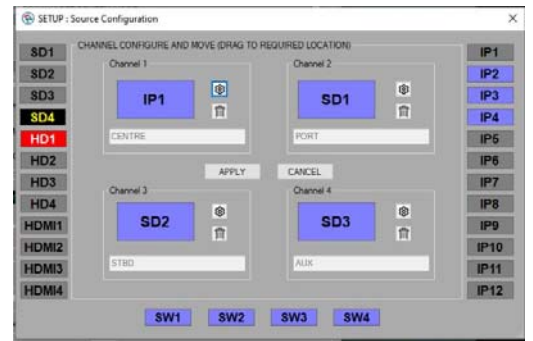 SETUP : Source Configuration
CHANNEL CONFIGURE AND MOVE (DRAG TO REQUIRED LOCATION)
SD1
SD2
SD3
SD4
HD1
HD2
HD3
HD4
HDMI1
HDMI2
HDMI3
HDMI4
Channel 1
IP1
CENTRE
Channel 2
SD1
PORT
APPLY
CANCEL
Channel 3
SD2
STBD
Channel 4
SD3
AUX
IP1
IP2
IP3
IP4
IP5
IP6
IP7
IP8
IP9
IP10
IP11
IP12
SW1
SW2
SW3
SW4